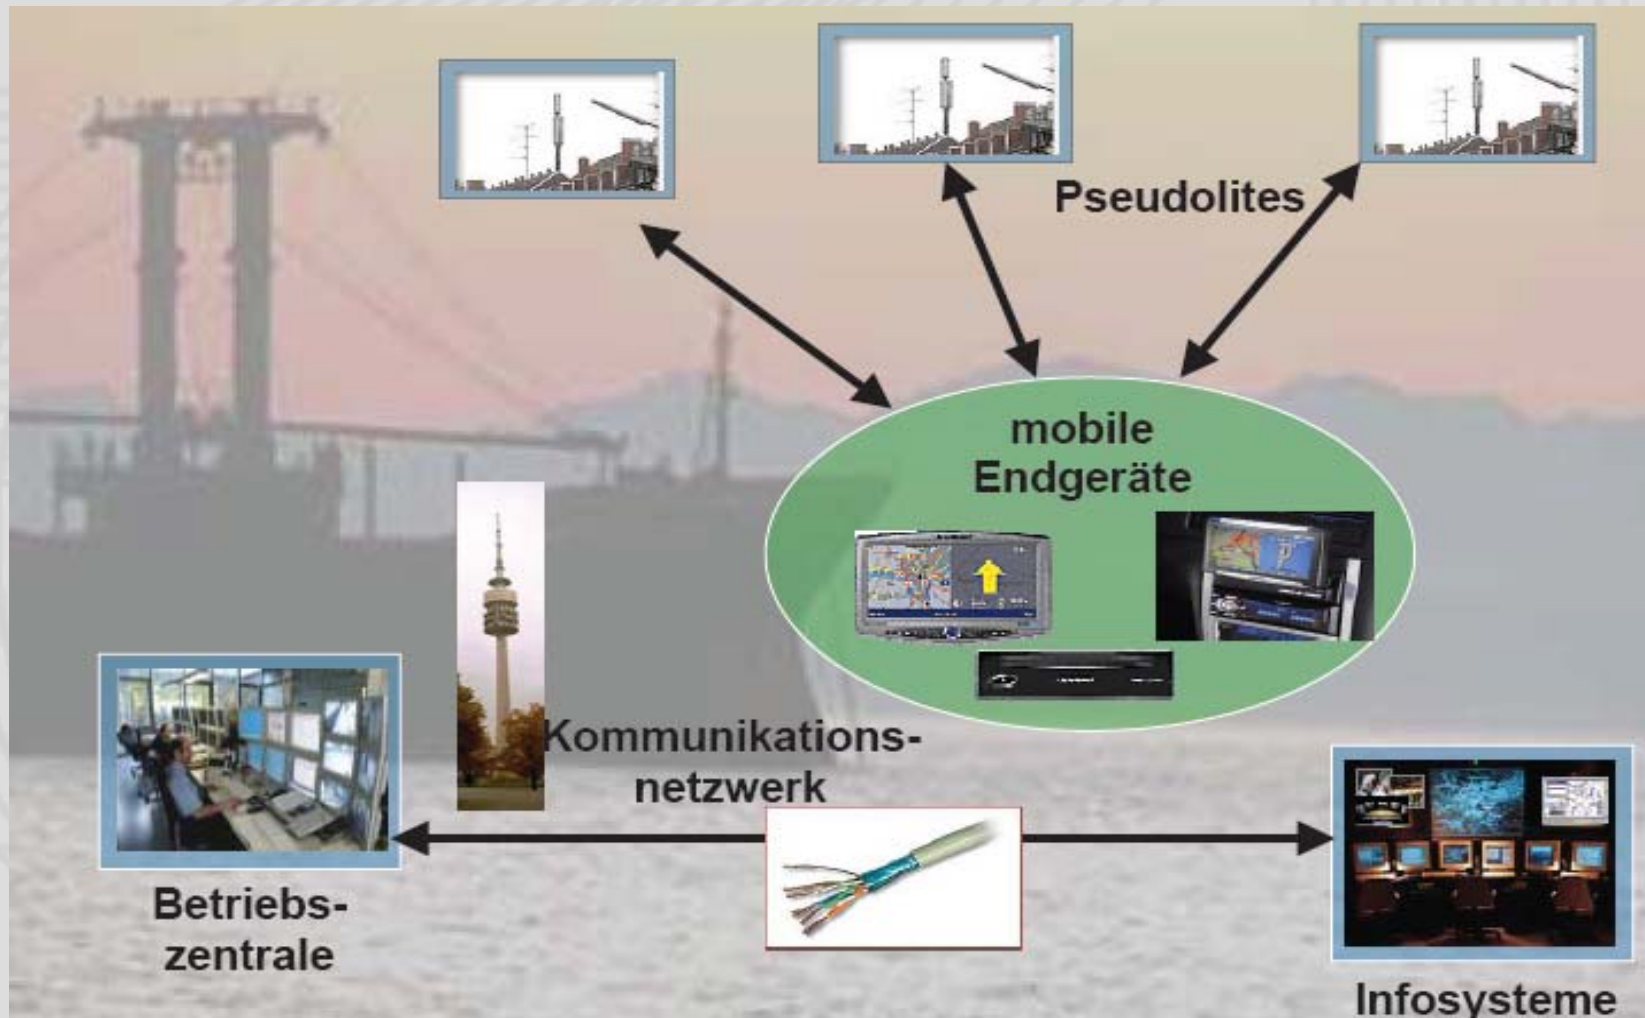 Pseudolites
mobile
Endgeräte
Kommunikations-
netzwerk
Betriebs-
zentrale
Infosysteme